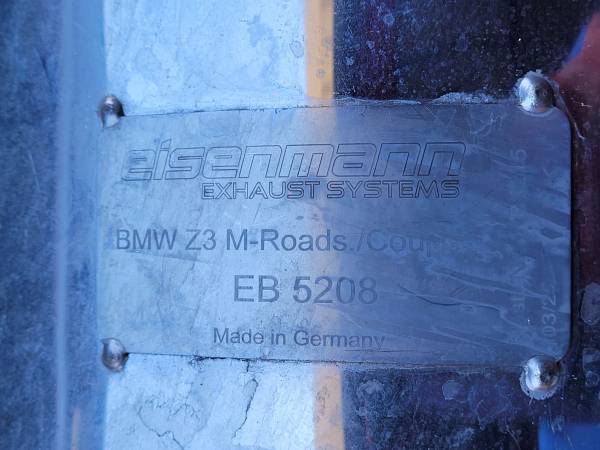 eisenmann
EXHAUST SYSTEMS
BMW Z3 M-Roads./Coupe
EB 5208
Made in Germany